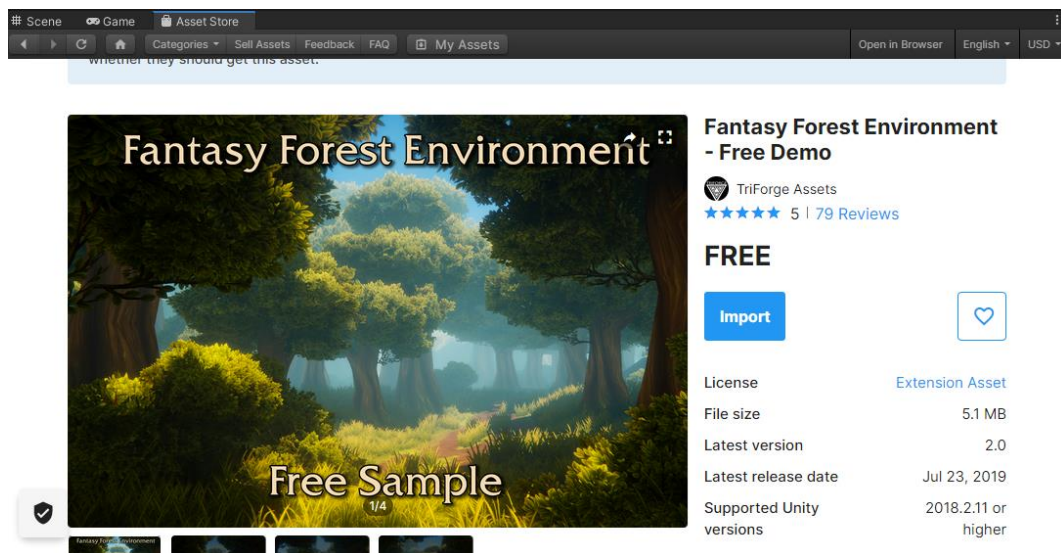 Scene Game Asset Store
Categories Sell Assets Feedback FAQ My Assets Open in Browser English USD
whether they should get this asset.
Fantasy Forest Environment
Free Sample
1/4
Fantasy Forest Environment
- Free Demo
TriForge Assets
5 | 79 Reviews
FREE
Import
License Extension Asset
File size 5.1 MB
Latest version 2.0
Latest release date Jul 23, 2019
Supported Unity 2018.2.11 or
versions higher
Fantasy Forest Environment